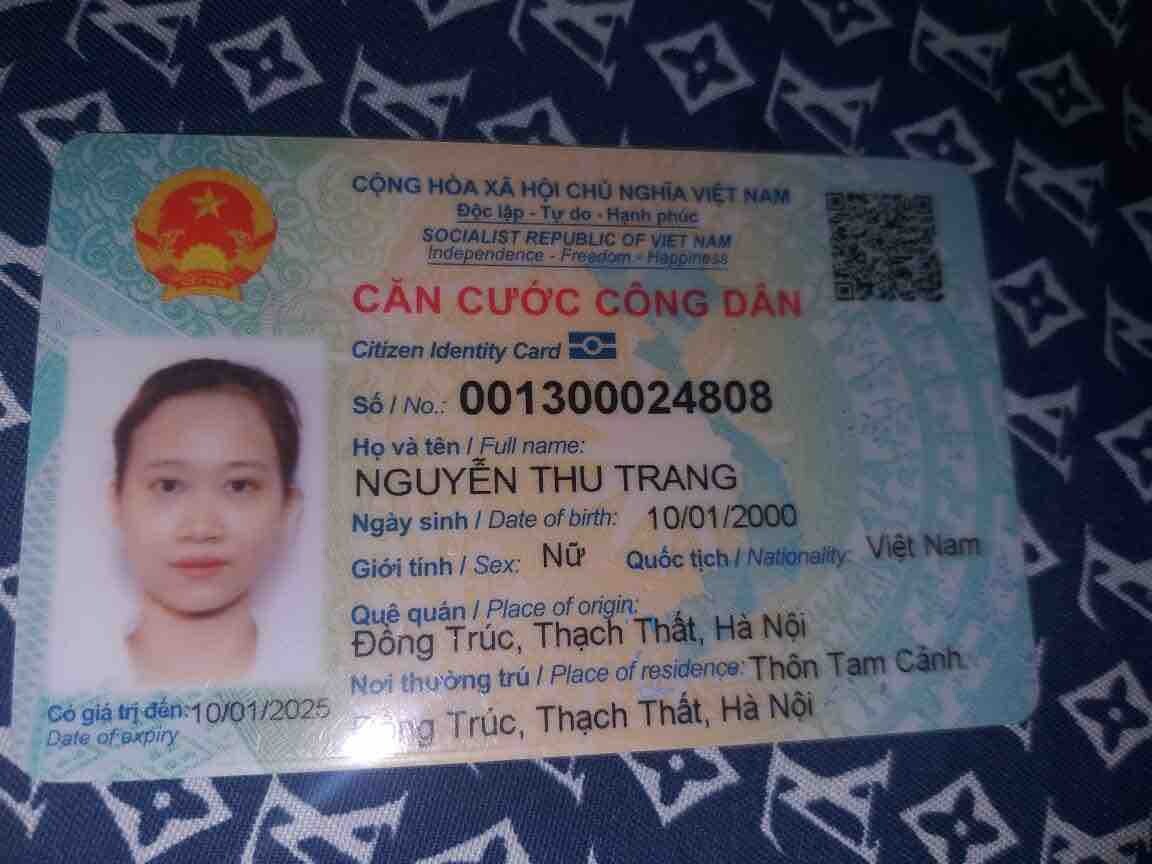 CỘNG HÒA XÃ HỘI CHỦ NGHĨA VIỆT NAM
Độc lập - Tự do - Hạnh phúc
SOCIALIST REPUBLIC OF VIET NAM
Independence - Freedom - Happiness
CĂN CƯỚC CÔNG DÂN
Citizen Identity Card
Số / No.: 001300024808
Họ và tên / Full name:
NGUYỄN THU TRANG
Ngày sinh / Date of birth: 10/01/2000
Giới tính / Sex: Nữ Quốc tịch / Nationality: Việt Nam
Quê quán / Place of origin:
Đồng Trúc, Thạch Thất, Hà Nội
Nơi thường trú / Place of residence: Thôn Tam Cảnh
Trúc, Thạch Thất, Hà Nội
Có giá trị đến: 10/01/2025
Date of expiry